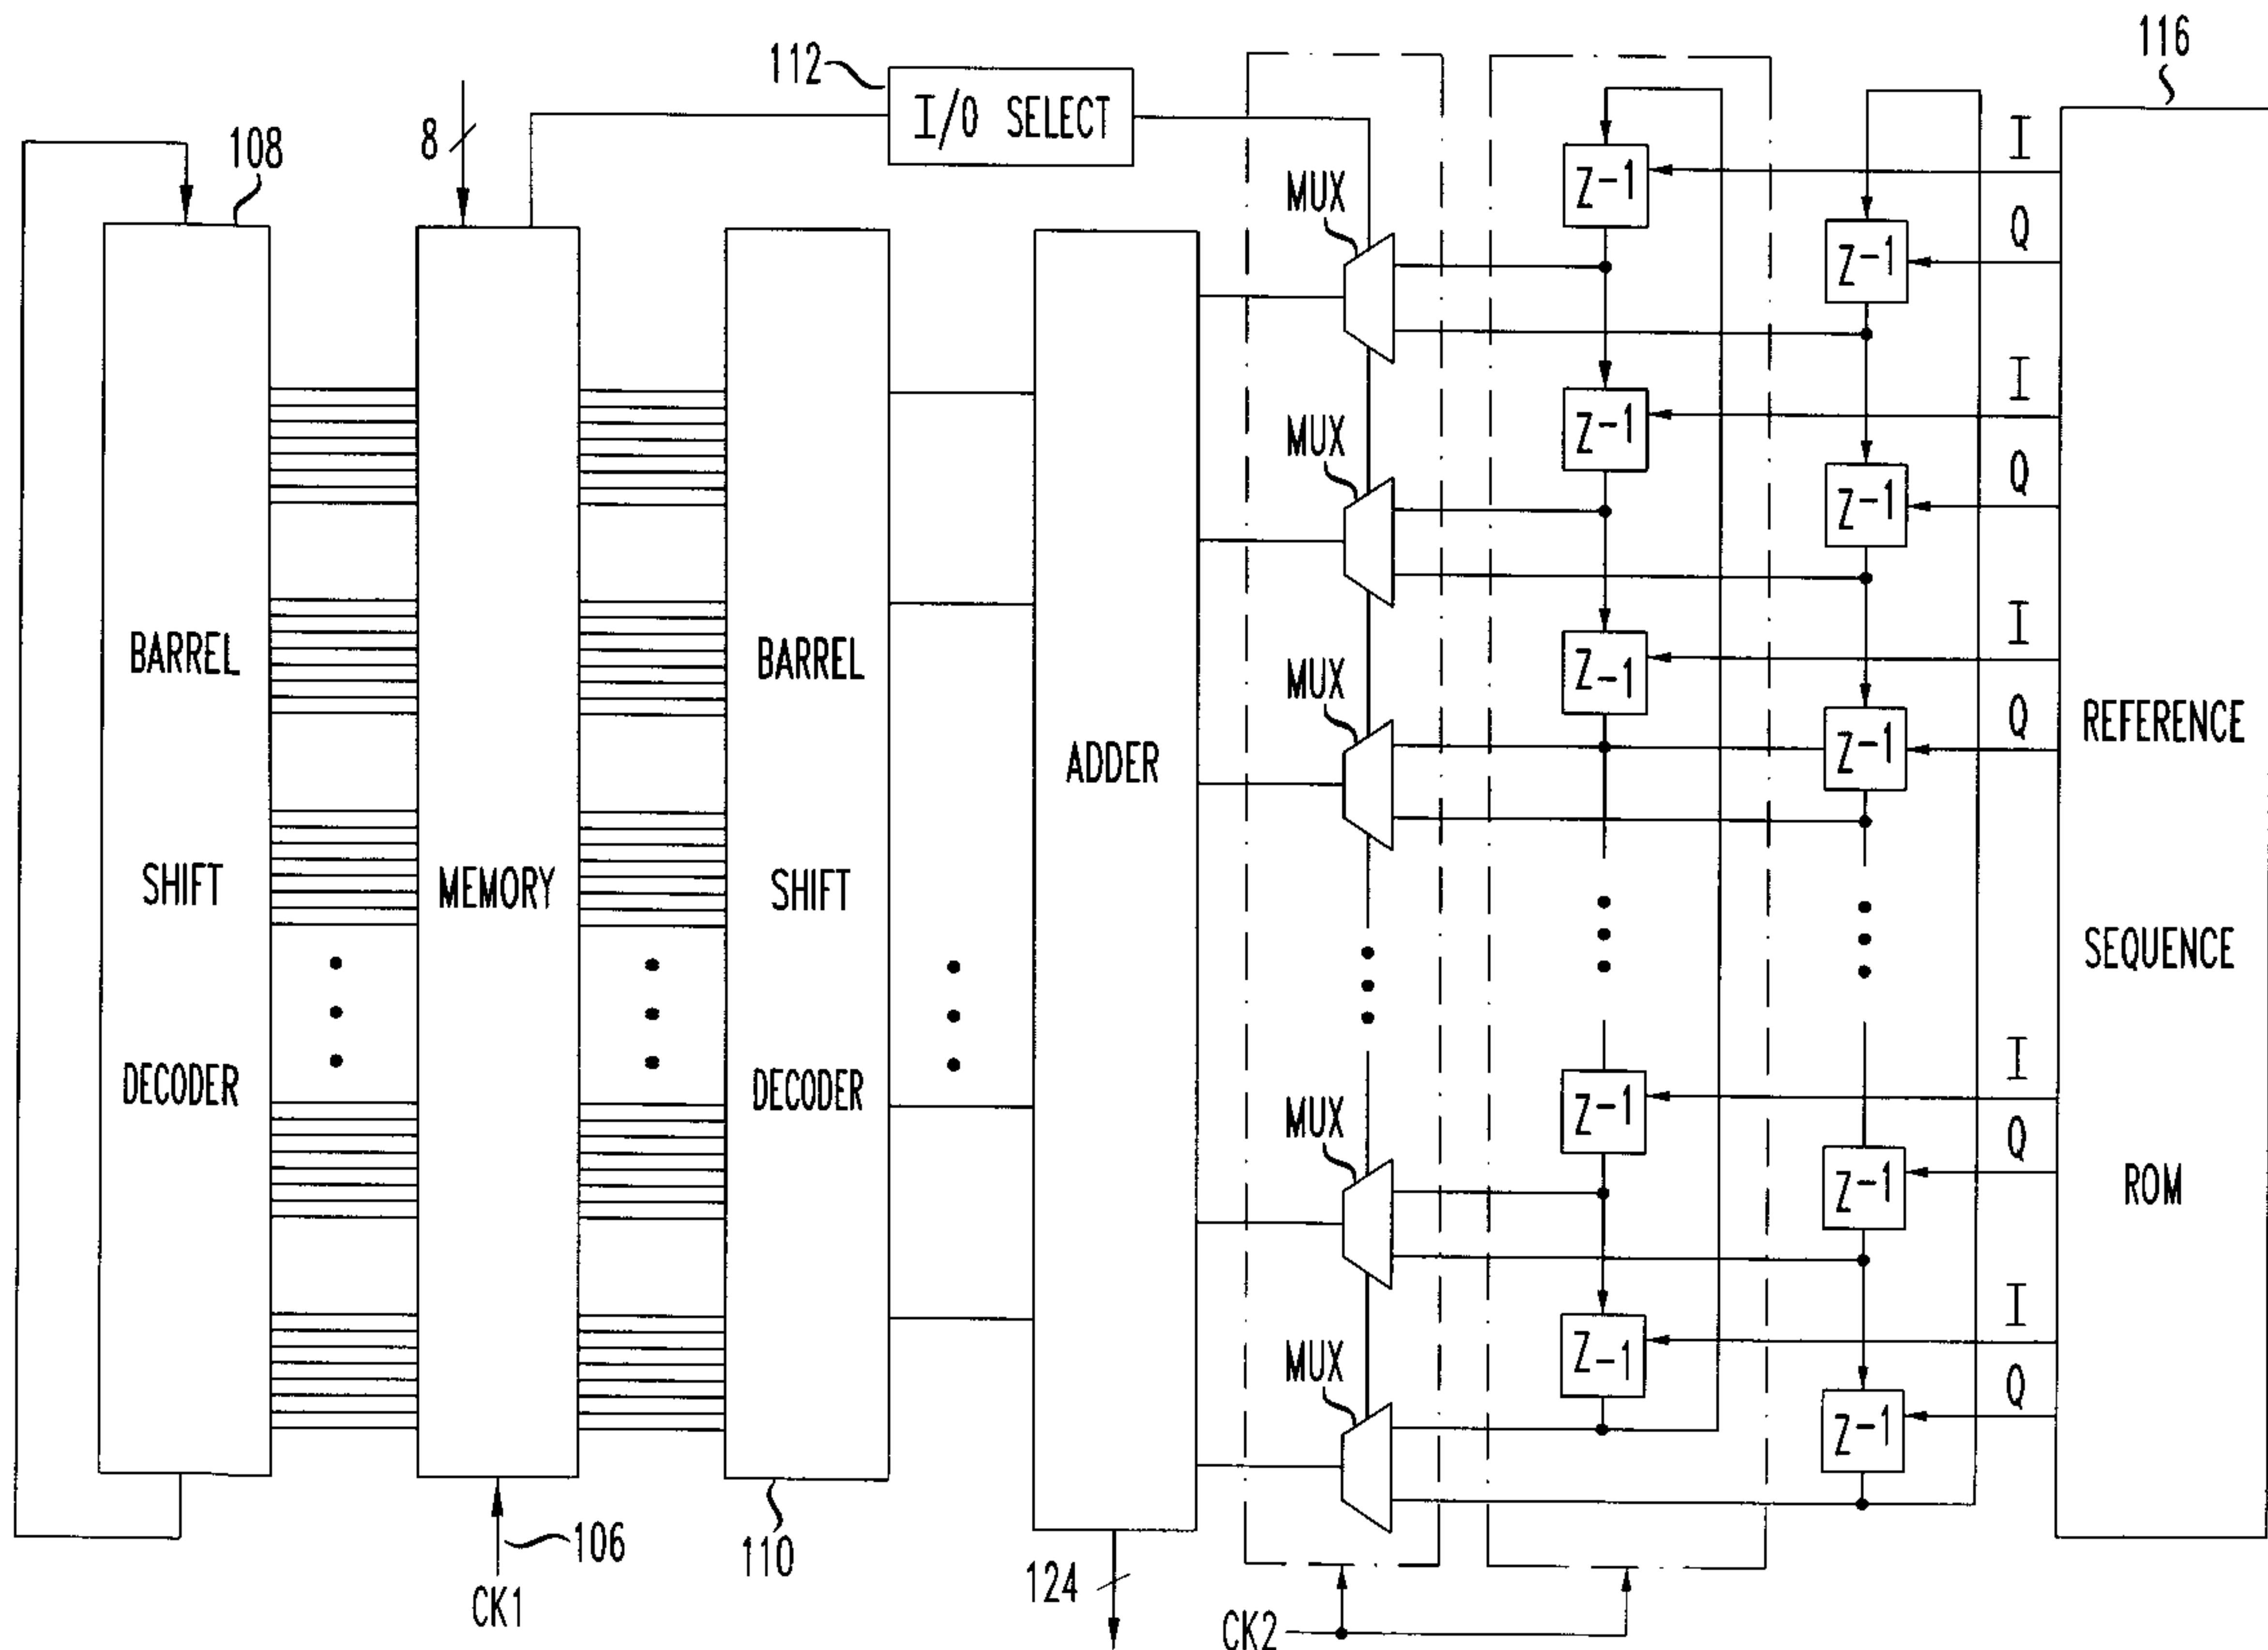 116
112
I/O SELECT
8
108
MUX
Z-1
I
Q
Z-1
I
MUX
Z-1
Q
Z-1
I
BARREL
BARREL
MUX
Z-1
Q
REFERENCE
ADDER
Z-1
SHIFT
MEMORY
SHIFT
SEQUENCE
I
DECODER
DECODER
MUX
Z-1
Q
Z-1
ROM
I
MUX
Z-1
Q
Z-1
106
110
124
CK1
CK2